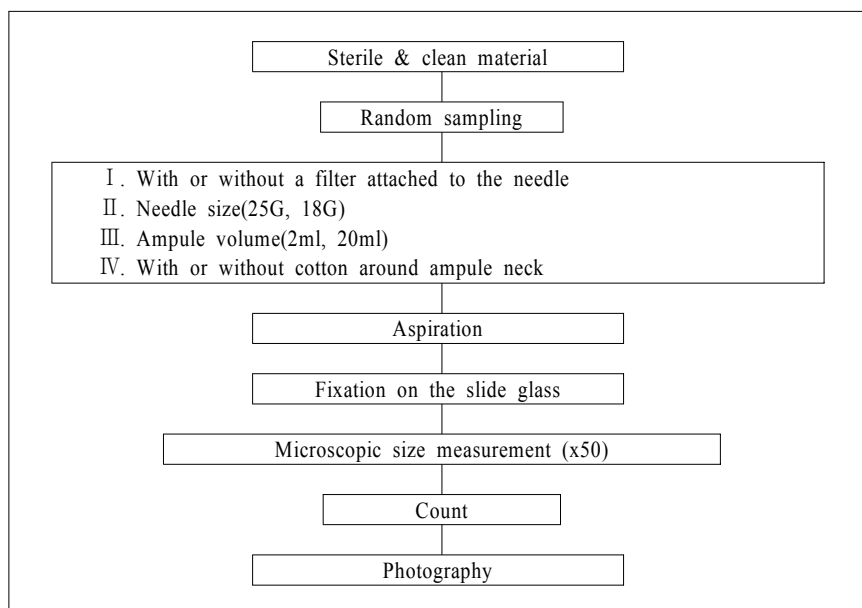 Sterile & clean material
Random sampling
Ⅰ. With or without a filter attached to the needle
Ⅱ. Needle size(25G, 18G)
Ⅲ. Ampule volume(2ml, 20ml)
Ⅳ. With or without cotton around ampule neck
Aspiration
Fixation on the slide glass
Microscopic size measurement (x50)
Count
Photography